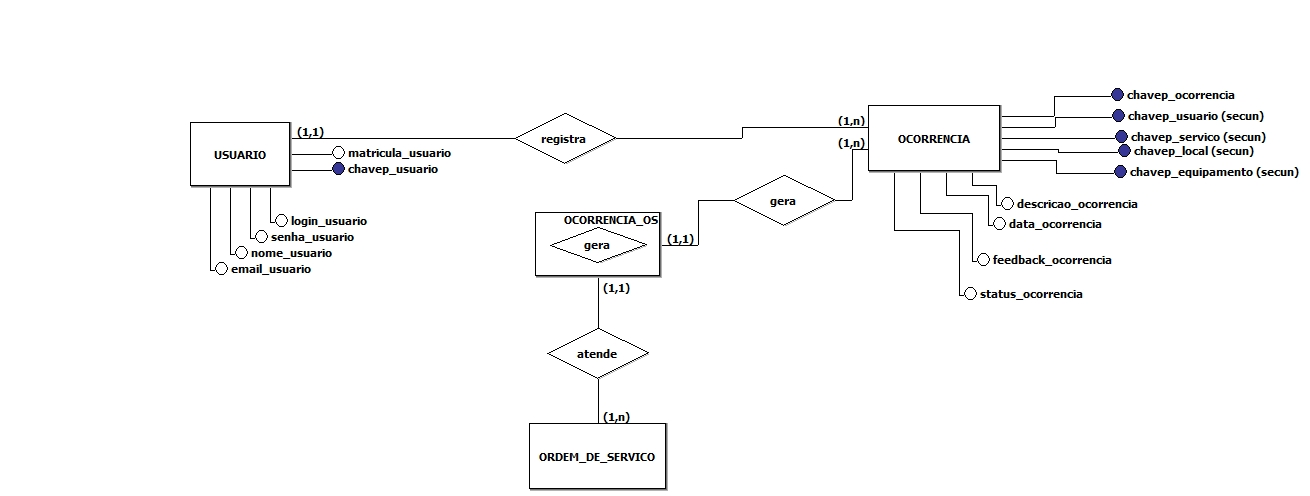 USUARIO
(1,1)
matricula_usuario
chavep_usuario
login_usuario
senha_usuario
nome_usuario
email_usuario
registra
(1,n)
(1,n)
OCORRENCIA
chavep_ocorrencia
chavep_usuario (secun)
chavep_servico (secun)
chavep_local (secun)
chavep_equipamento (secun)
descricao_ocorrencia
data_ocorrencia
feedback_ocorrencia
status_ocorrencia
gera
OCORRENCIA_OS
gera
(1,1)
(1,1)
atende
(1,n)
ORDEM_DE_SERVICO